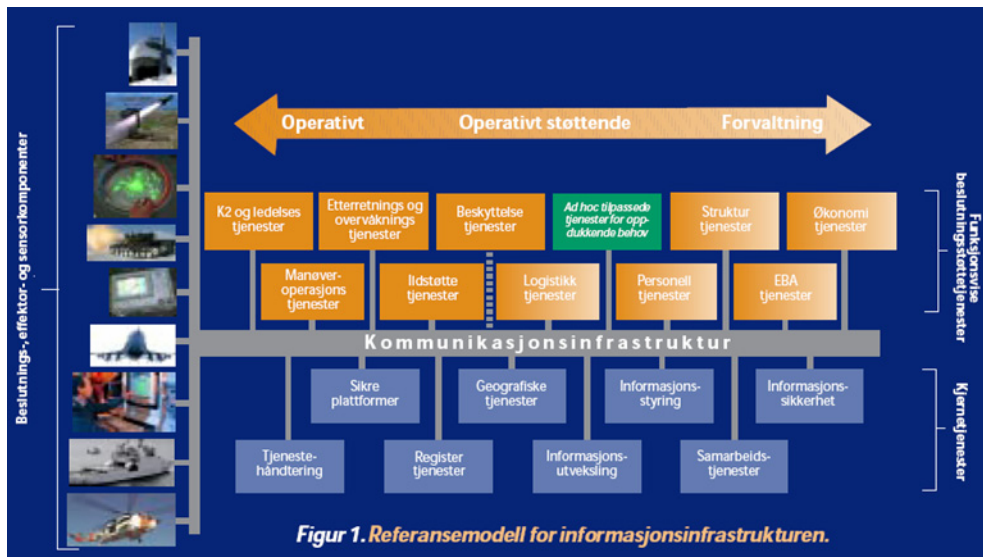 Beslutnings-, effektor- og sensorkomponenter
Operativt
Operativt støttende
Forvaltning
K2 og ledelses
tjenester
Etterretnings og
overvåknings
tjenester
Beskyttelse
tjenester
Ad hoc tilpassede
tjenester for opp-
dukkende behov
Struktur
tjenester
Økonomi
tjenester
Manøver-
operasjons
tjenester
Ildstøtte
tjenester
Logistikk
tjenester
Personell
tjenester
EBA
tjenester
Funksjonsvise
beslutningsstøttetjenester
Kommunikasjonsinfrastruktur
Sikre
plattformer
Geografiske
tjenester
Informasjons-
styring
Informasjons-
sikkerhet
Tjeneste-
håndtering
Register
tjenester
Informasjons-
utveksling
Samarbeids-
tjenester
Kjernetjenester
Figur 1. Referansemodell for informasjonsinfrastrukturen.